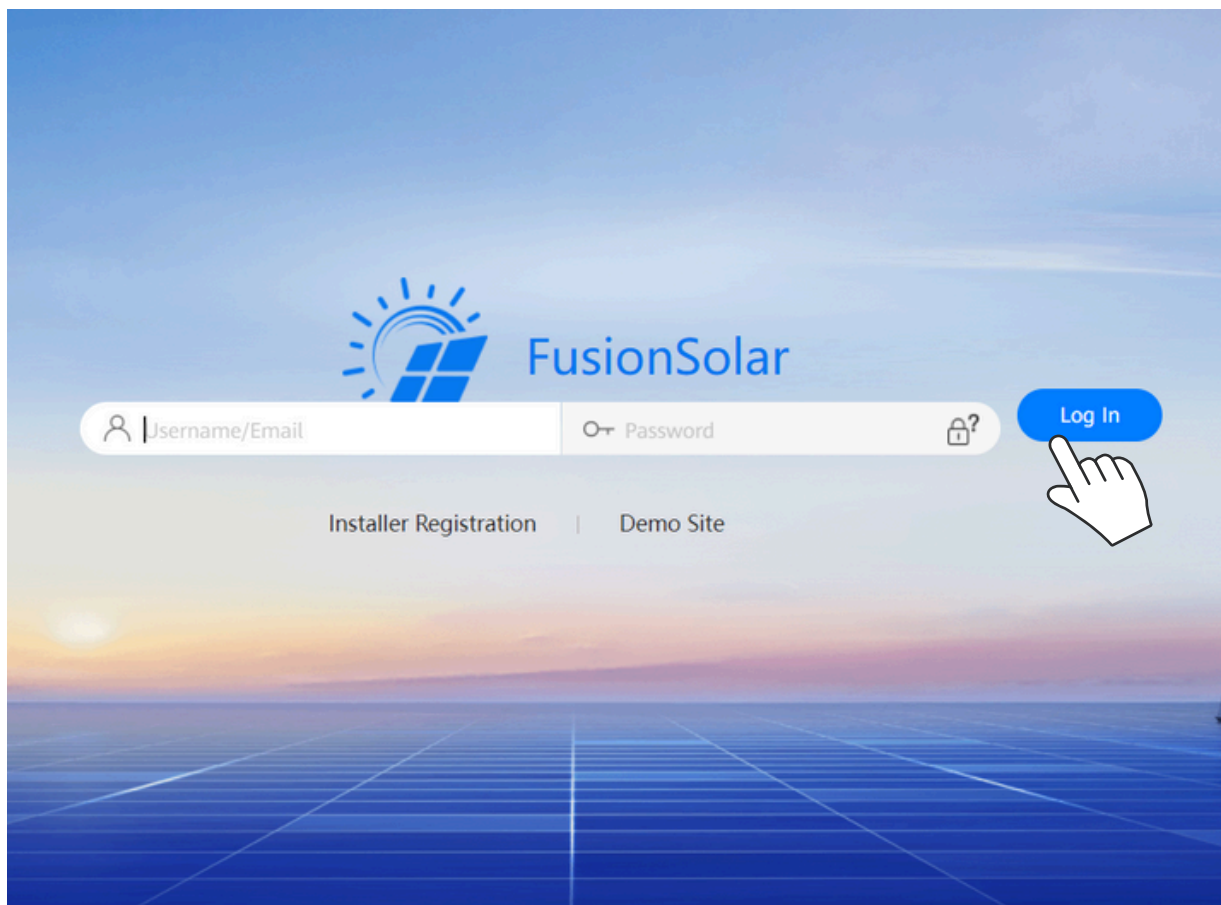 FusionSolar
Username/Email
Password
?
Log In
Installer Registration | Demo Site